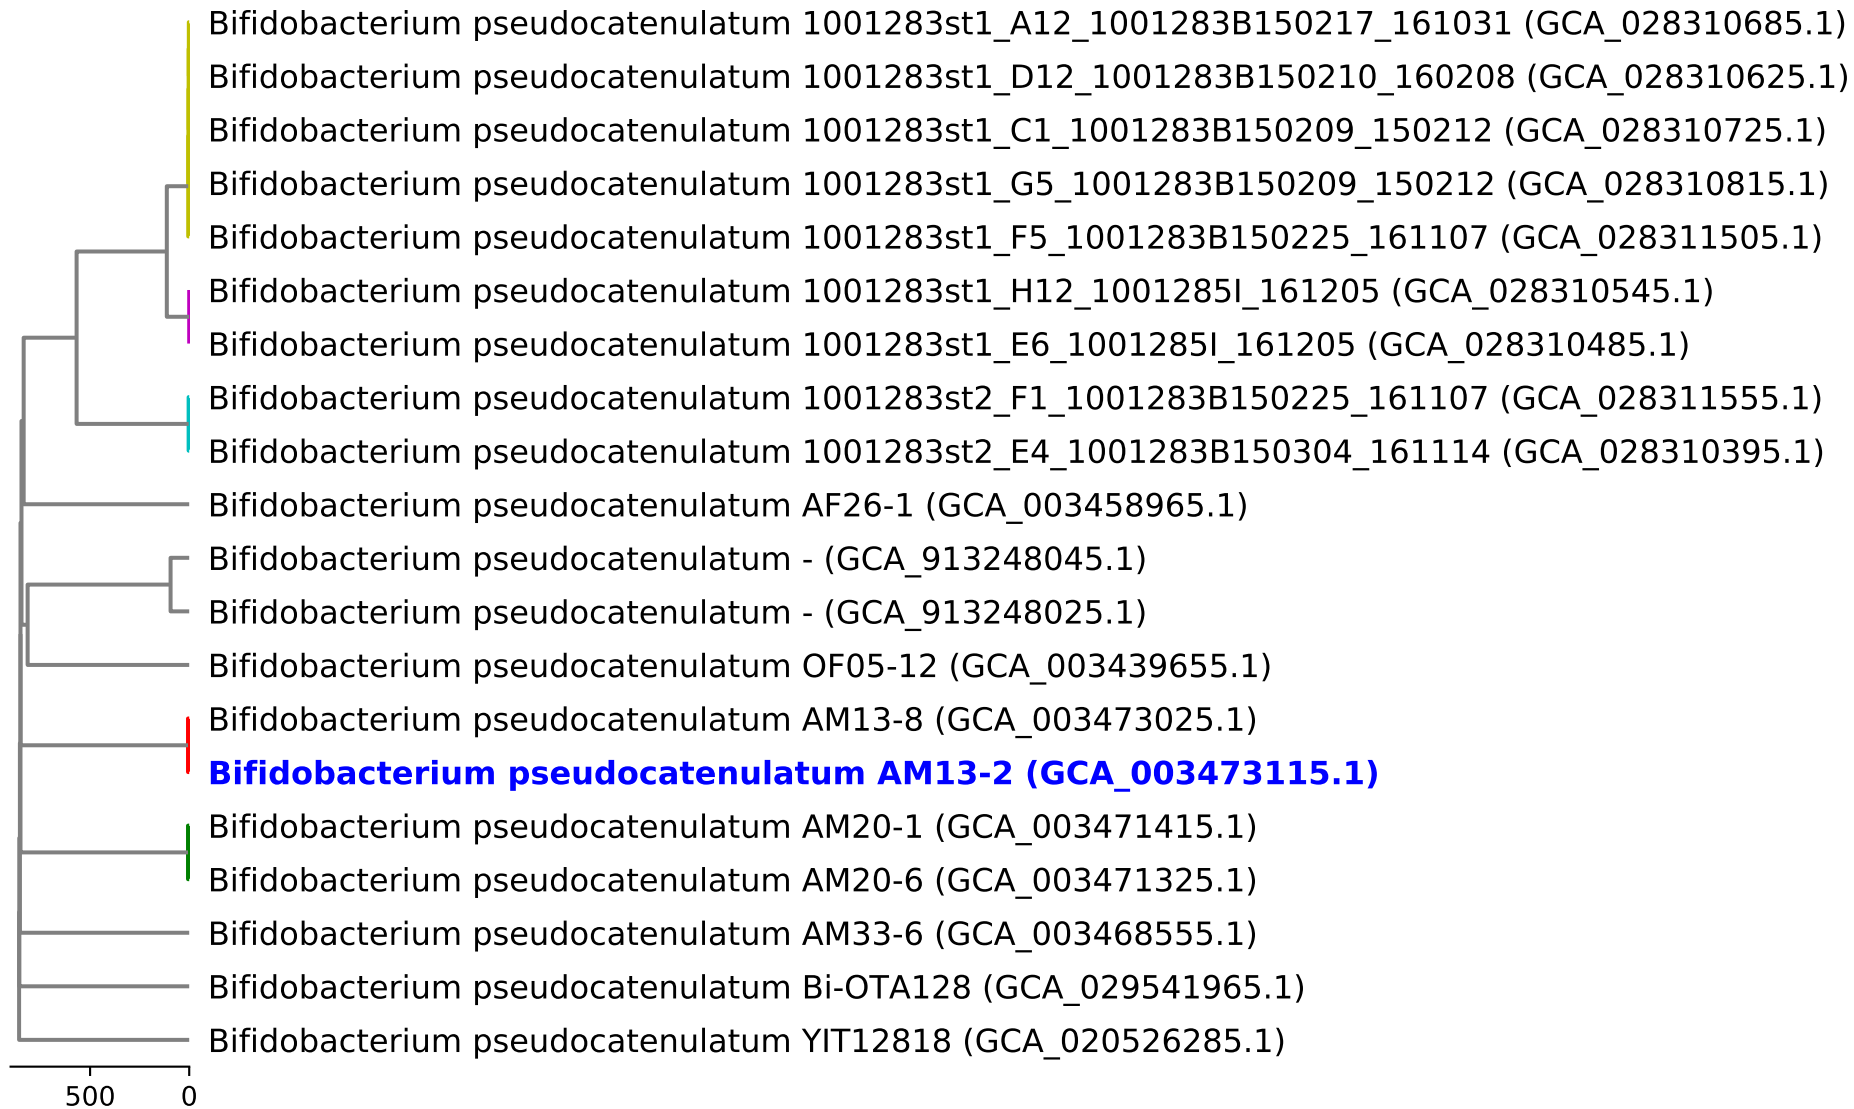 Bifidobacterium pseudocatenulatum 1001283st1_A12_1001283B150217_161031 (GCA_028310685.1)
Bifidobacterium pseudocatenulatum 1001283st1_D12_1001283B150210_160208 (GCA_028310625.1)
Bifidobacterium pseudocatenulatum 1001283st1_C1_1001283B150209_150212 (GCA_028310725.1)
Bifidobacterium pseudocatenulatum 1001283st1_G5_1001283B150209_150212 (GCA_028310815.1)
Bifidobacterium pseudocatenulatum 1001283st1_F5_1001283B150225_161107 (GCA_028311505.1)
Bifidobacterium pseudocatenulatum 1001283st1_H12_1001285I_161205 (GCA_028310545.1)
Bifidobacterium pseudocatenulatum 1001283st1_E6_1001285I_161205 (GCA_028310485.1)
Bifidobacterium pseudocatenulatum 1001283st2_F1_1001283B150225_161107 (GCA_028311555.1)
Bifidobacterium pseudocatenulatum 1001283st2_E4_1001283B150304_161114 (GCA_028310395.1)
Bifidobacterium pseudocatenulatum AF26-1 (GCA_003458965.1)
Bifidobacterium pseudocatenulatum - (GCA_913248045.1)
Bifidobacterium pseudocatenulatum - (GCA_913248025.1)
Bifidobacterium pseudocatenulatum OF05-12 (GCA_003439655.1)
Bifidobacterium pseudocatenulatum AM13-8 (GCA_003473025.1)
Bifidobacterium pseudocatenulatum AM13-2 (GCA_003473115.1)
Bifidobacterium pseudocatenulatum AM20-1 (GCA_003471415.1)
Bifidobacterium pseudocatenulatum AM20-6 (GCA_003471325.1)
Bifidobacterium pseudocatenulatum AM33-6 (GCA_003468555.1)
Bifidobacterium pseudocatenulatum Bi-OTA128 (GCA_029541965.1)
Bifidobacterium pseudocatenulatum YIT12818 (GCA_020526285.1)
500 0